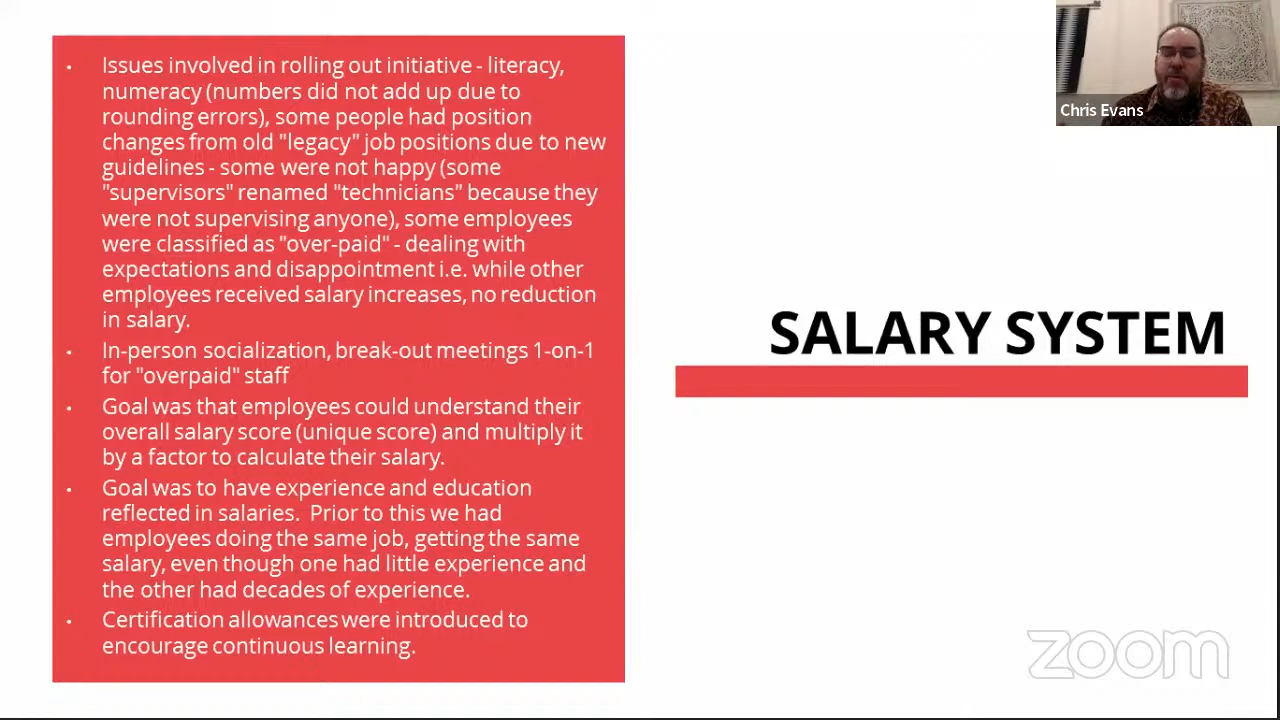 Issues involved in rolling out initiative - literacy,
numeracy (numbers did not add up due to
rounding errors), some people had position
changes from old "legacy" job positions due to new
guidelines - some were not happy (some
"supervisors" renamed "technicians" because they
were not supervising anyone), some employees
were classified as "over-paid" - dealing with
expectations and disappointment i.e. while other
employees received salary increases, no reduction
in salary.
In-person socialization, break-out meetings 1-on-1
for "overpaid" staff
Goal was that employees could understand their
overall salary score (unique score) and multiply it
by a factor to calculate their salary.
Goal was to have experience and education
reflected in salaries.  Prior to this we had
employees doing the same job, getting the same
salary, even though one had little experience and
the other had decades of experience.
Certification allowances were introduced to
encourage continuous learning.
SALARY SYSTEM
Chris Evans
zoom